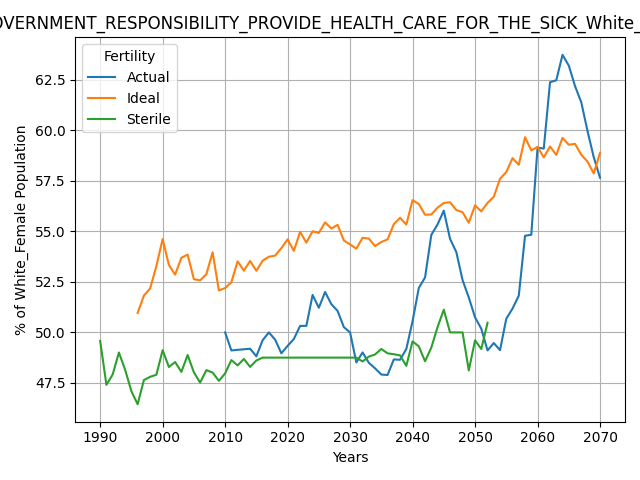 OVERNMENT_RESPONSIBILITY_PROVIDE_HEALTH_CARE_FOR_THE_SICK_White_
Fertility
Actual
Ideal
Sterile
% of White_Female Population
62.5
60.0
57.5
55.0
52.5
50.0
47.5
1990 2000 2010 2020 2030 2040 2050 2060 2070
Years